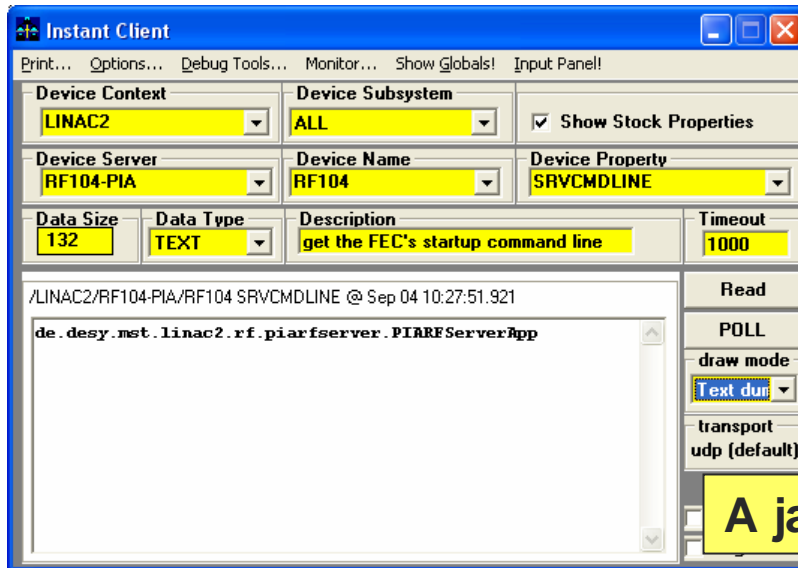 Instant Client
Print... Options... Debug Tools... Monitor... Show Globals! Input Panel!
Device Context Device Subsystem
LINAC2 ALL Show Stock Properties
Device Server Device Name Device Property
RF104-PIA RF104 SRVCMDLINE
Data Size Data Type Description Timeout
132 TEXT get the FEC's startup command line 1000
/LINAC2/RF104-PIA/RF104 SRVCMDLINE @ Sep 04 10:27:51.921 Read
de.desy.mst.linac2.rf.piarfserver.PIARFServerApp POLL
draw mode
Text
transport
udp (default)
A